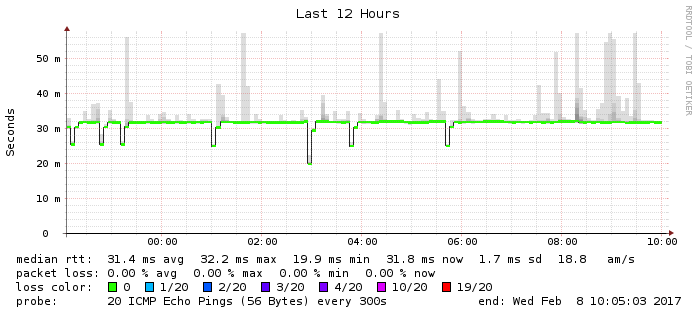 Last 12 Hours
RRDTOOL / TOBI OETIKER
Seconds
50 m
40 m
30 m
20 m
10 m
0
00:00 02:00 04:00 06:00 08:00 10:00
median rtt: 31.4 ms avg 32.2 ms max 19.9 ms min 31.8 ms now 1.7 ms sd 18.8 am/s
packet loss: 0.00 % avg 0.00 % max 0.00 % min 0.00 % now
loss color: 0 1/20 2/20 3/20 4/20 10/20 19/20
probe: 20 ICMP Echo Pings (56 Bytes) every 300s end: Wed Feb 8 10:05:03 2017